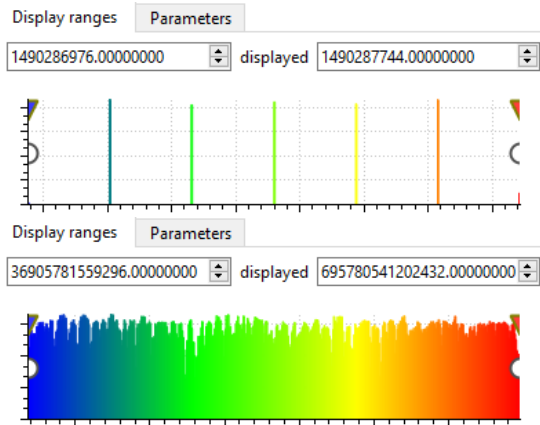 Display ranges Parameters
1490286976.00000000 displayed 1490287744.00000000
Display ranges Parameters
36905781559296.00000000 displayed 695780541202432.00000000